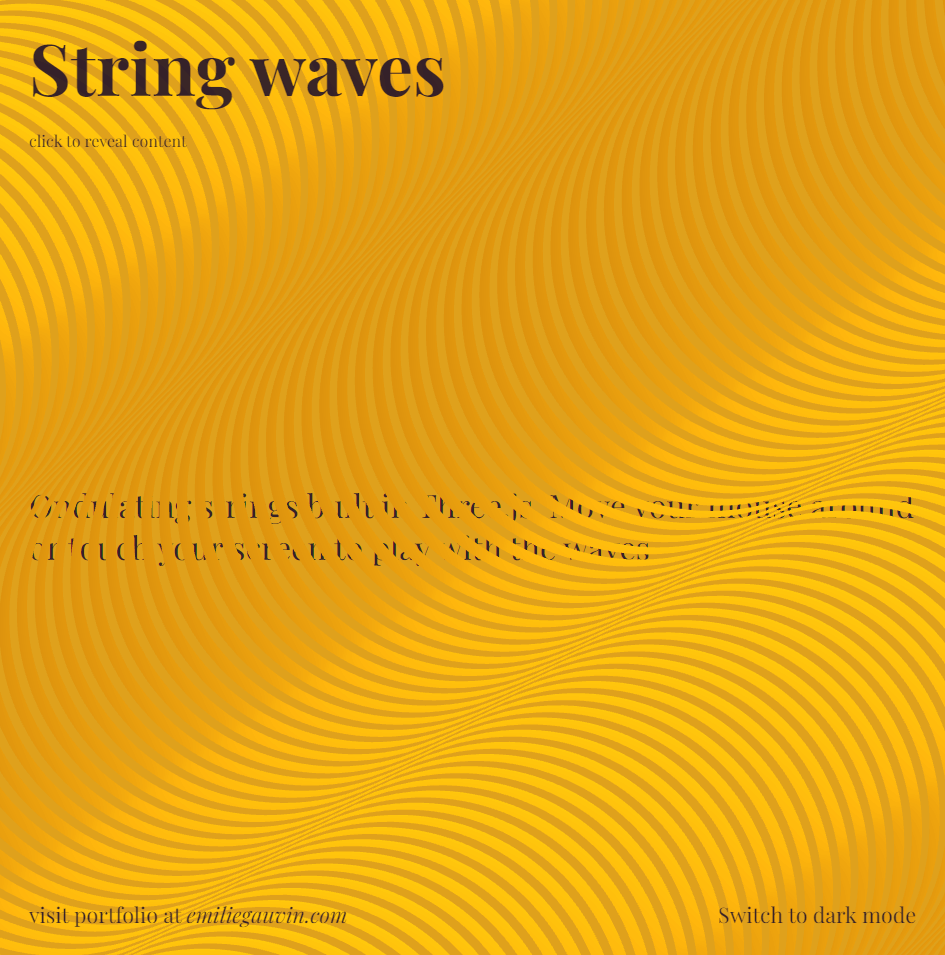 String waves
click to reveal content
Ondulating strings built in Three.js. Move your mouse around
or touch your screen to play with the waves
visit portfolio at emiliegauvin.com
Switch to dark mode